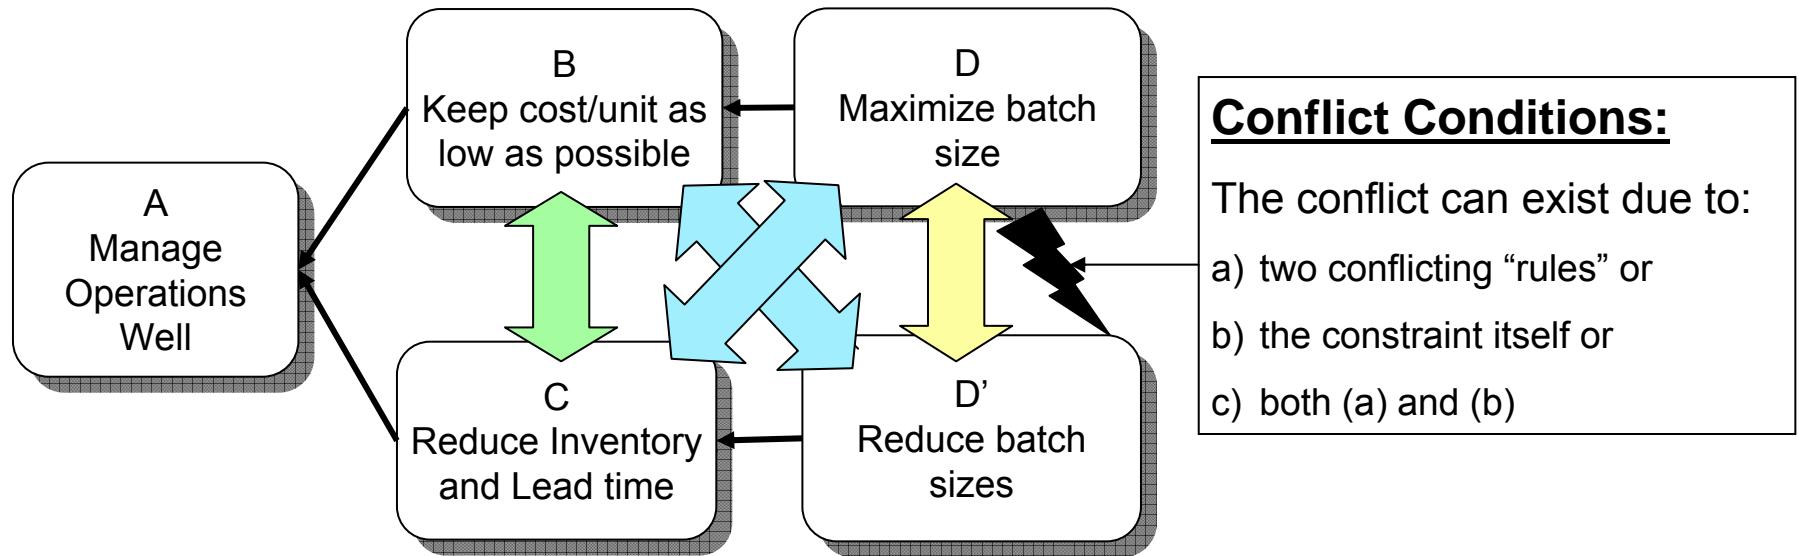 A
Manage
Operations
Well
B
Keep cost/unit as
low as possible
C
Reduce Inventory
and Lead time
D
Maximize batch
size
D’
Reduce batch
sizes
Conflict Conditions:
The conflict can exist due to:
a) two conflicting “rules” or
b) the constraint itself or
c) both (a) and (b)